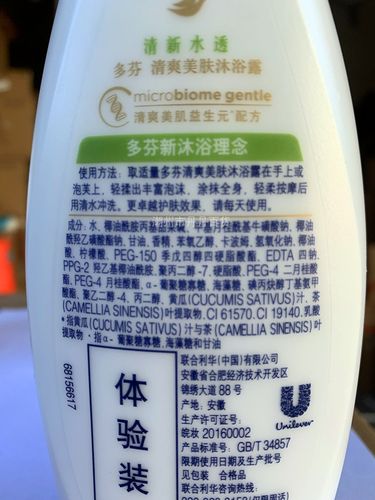 清新水透
多芬 清爽美肤沐浴露
microbiome gentle
清爽美肌益生元*配方
多芬新沐浴理念
使用方法：取适量多芬清爽美肤沐浴露在手上或
泡芙上，轻揉出丰富泡沫，涂抹全身，轻柔按摩后
用清水冲洗。更卓越护肤效果，请每天使用。
成分：水、椰油酰胺丙基甜菜碱、甲基月桂酰基牛磺酸钠、椰
油酰羟乙磺酸酯钠、甘油、香精、苯氧乙醇、卡波姆、氢氧化钠、椰油
酸、柠檬酸、PEG-150 季戊四醇四硬脂酸酯、EDTA 四钠、
PPG-2 羟乙基椰油酰胺、聚丙二醇-7、硬脂酸、PEG-4 二月桂酸
酯、PEG-4 月桂酸酯、α-葡聚糖寡糖、海藻糖、碘丙炔醇丁基氨甲
酸酯、聚乙二醇-4、丙二醇、黄瓜(CUCUMIS SATIVUS)汁、茶
(CAMELLIA SINENSIS)叶提取物、CI 61570、CI 19140、乳酸
*指黄瓜(CUCUMIS SATIVUS)汁与茶(CAMELLIA SINENSIS)叶
提取物 *指α-葡聚糖寡糖、海藻糖和甘油
68156617
体验装
联合利华(中国)有限公司
安徽省合肥经济技术开发区
锦绣大道 88 号
产地：安徽
生产许可证号：
皖妆 20160002
产品标准号：GB/T 34857
限期使用日期及生产批号
见包装 合格品
联合利华咨询热线：
Unilever